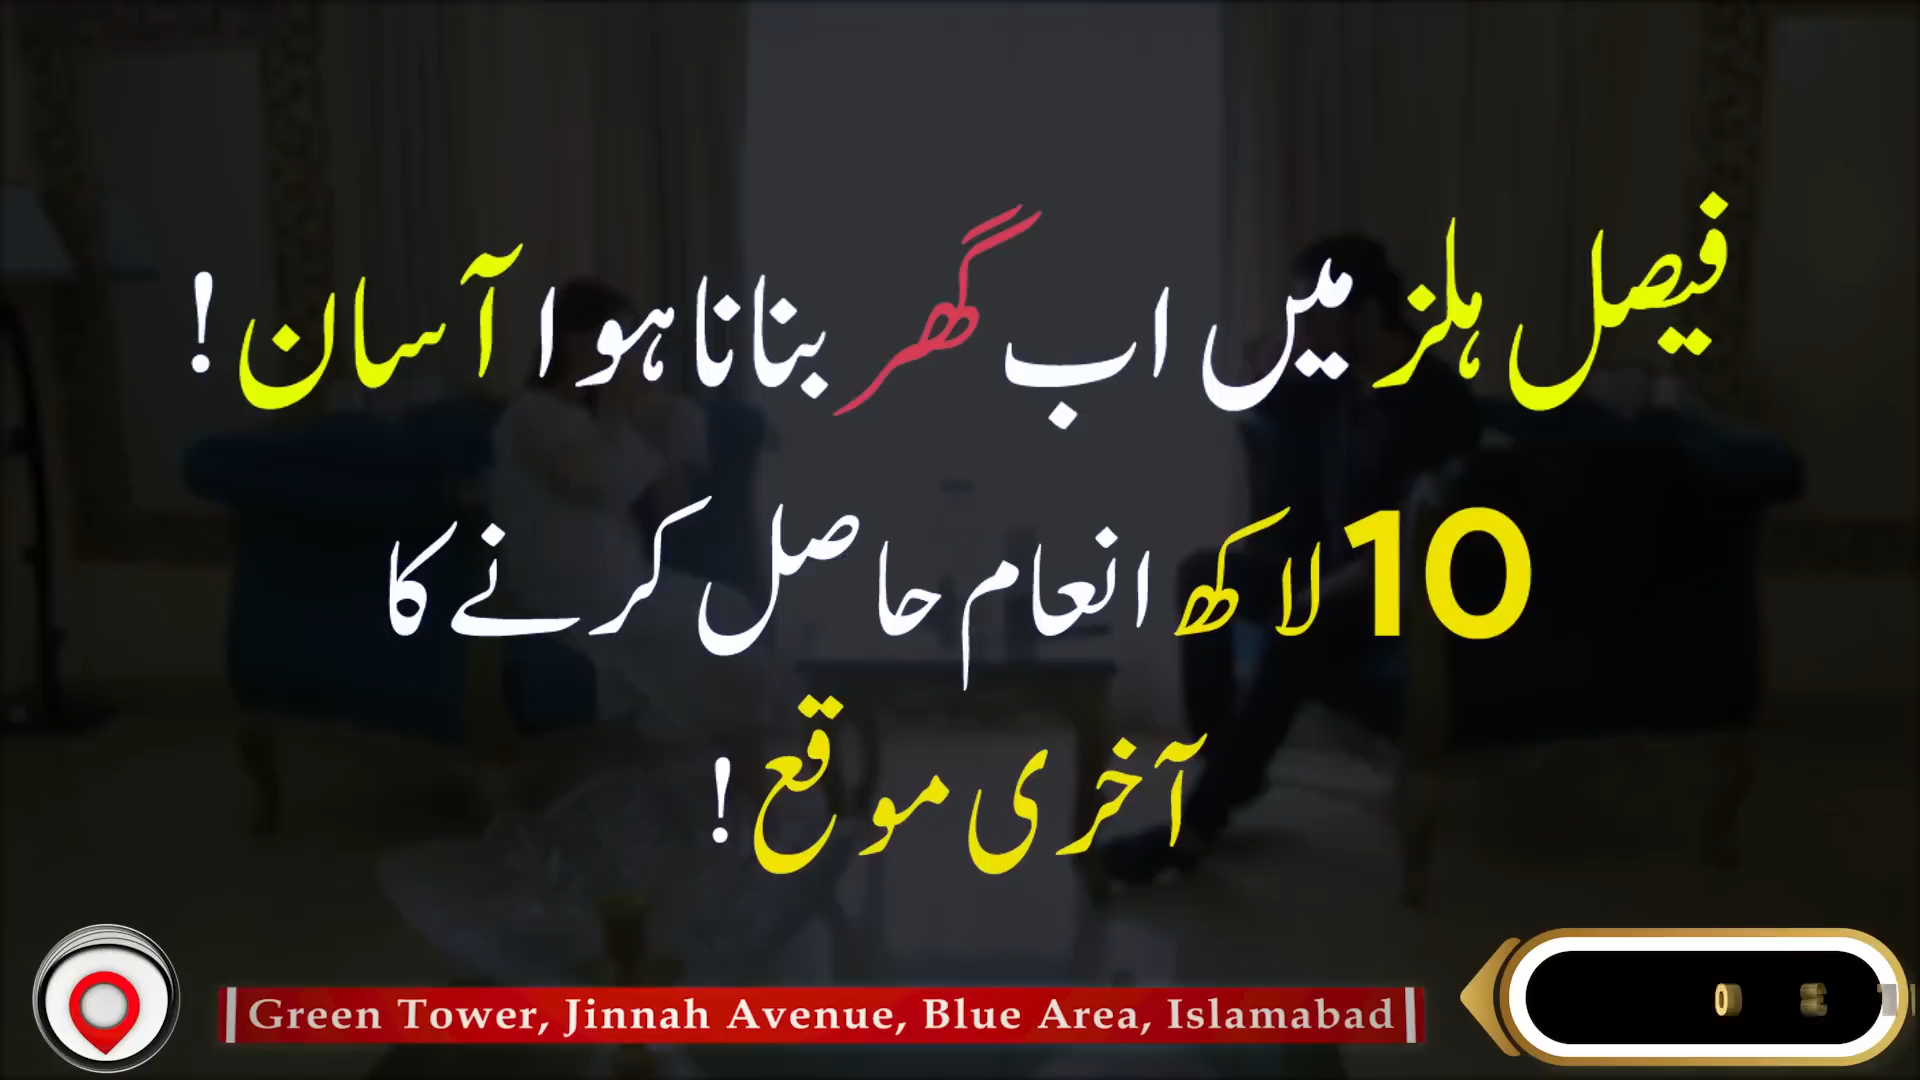 فیصل ہلز میں اب گھر بنانا ہوا آسان!
10 لاکھ انعام حاصل کرنے کا
آخری موقع!
Green Tower, Jinnah Avenue, Blue Area, Islamabad